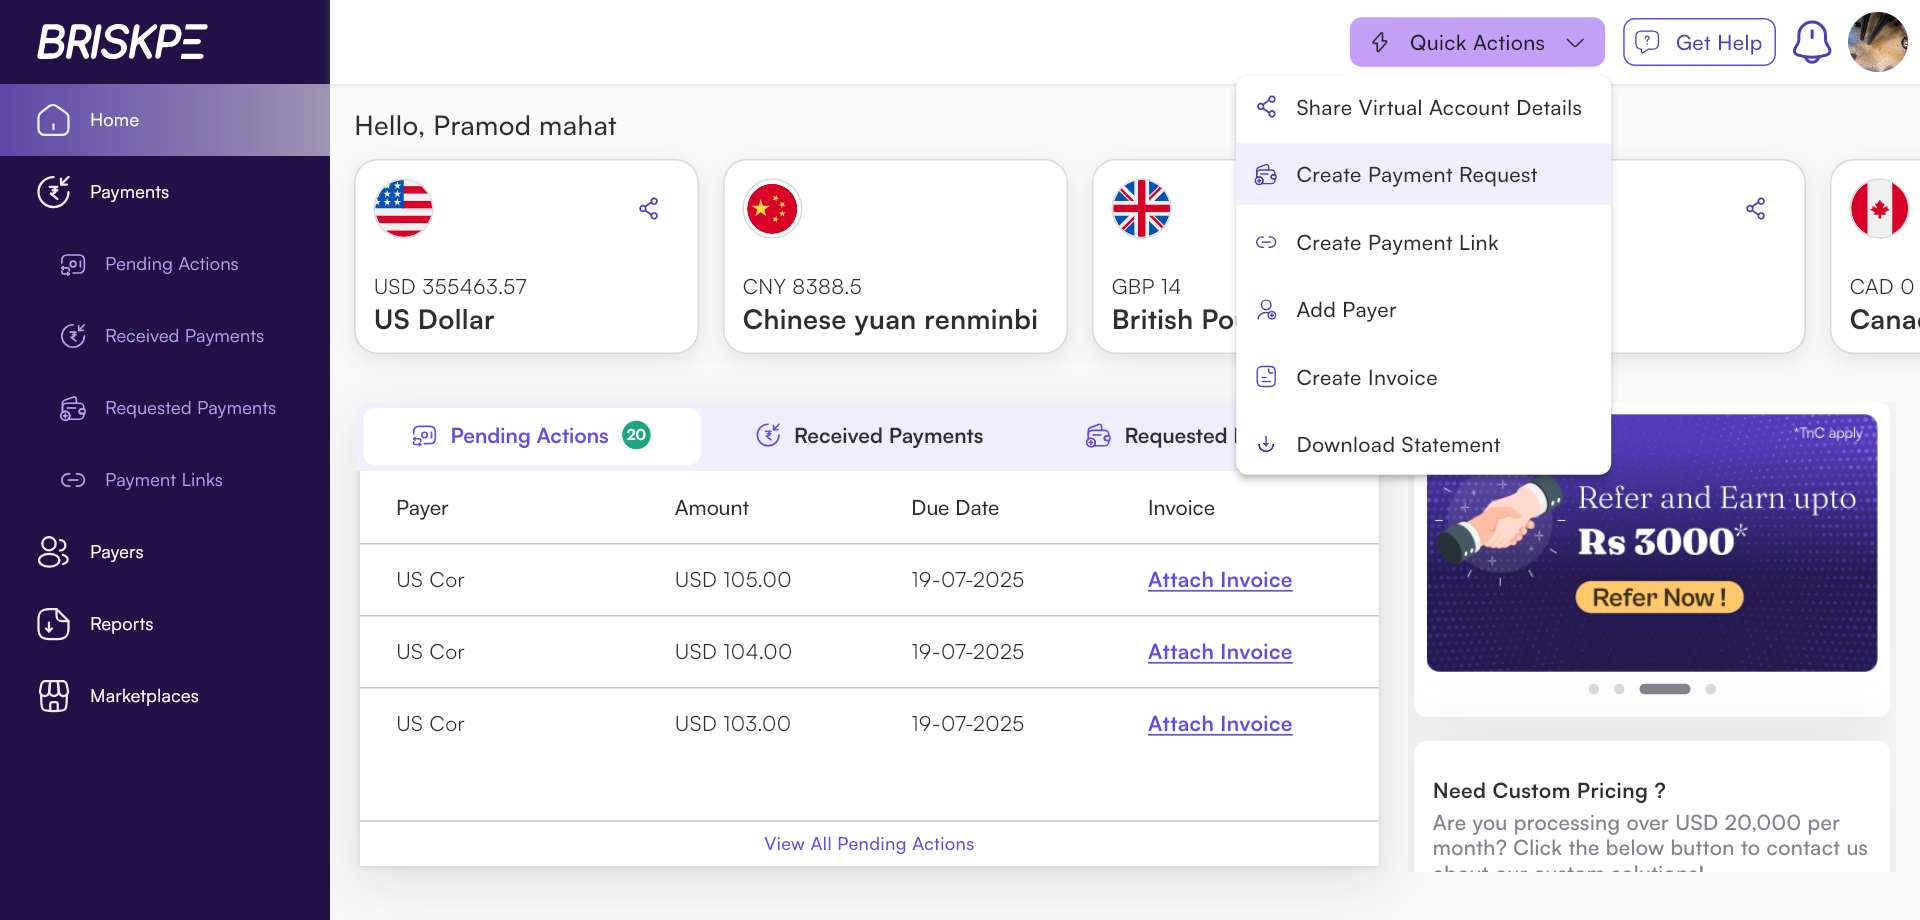 BRISKPE
Quick Actions
Get Help
Home
Payments
Pending Actions
Received Payments
Requested Payments
Payment Links
Payers
Reports
Marketplaces
Hello, Pramod mahat
Share Virtual Account Details
Create Payment Request
Create Payment Link
Add Payer
Create Invoice
Download Statement
USD 355463.57
US Dollar
CNY 8388.5
Chinese yuan renminbi
GBP 14
British
CAD 0
Pending Actions 20
Received Payments
Requested
Payer Amount Due Date Invoice
US Cor USD 105.00 19-07-2025 Attach Invoice
US Cor USD 104.00 19-07-2025 Attach Invoice
US Cor USD 103.00 19-07-2025 Attach Invoice
View All Pending Actions
*TnC apply
Refer and Earn upto
Rs 3000*
Refer Now !
Need Custom Pricing ?
Are you processing over USD 20,000 per
month? Click the below button to contact us
about our custom solutions!